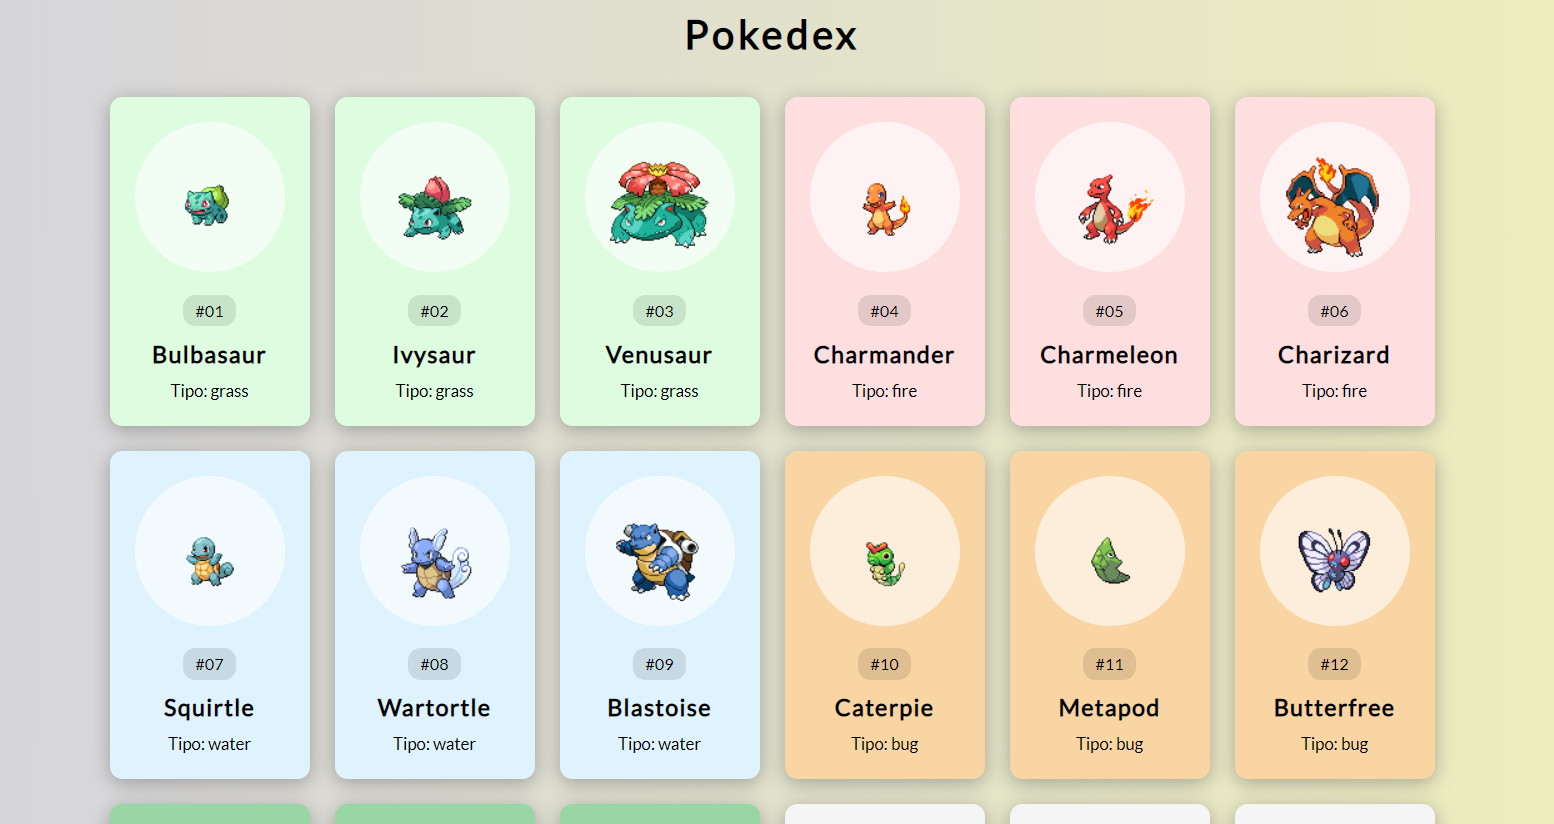 Pokedex
#01
Bulbasaur
Tipo: grass
#02
Ivysaur
Tipo: grass
#03
Venusaur
Tipo: grass
#04
Charmander
Tipo: fire
#05
Charmeleon
Tipo: fire
#06
Charizard
Tipo: fire
#07
Squirtle
Tipo: water
#08
Wartortle
Tipo: water
#09
Blastoise
Tipo: water
#10
Caterpie
Tipo: bug
#11
Metapod
Tipo: bug
#12
Butterfree
Tipo: bug